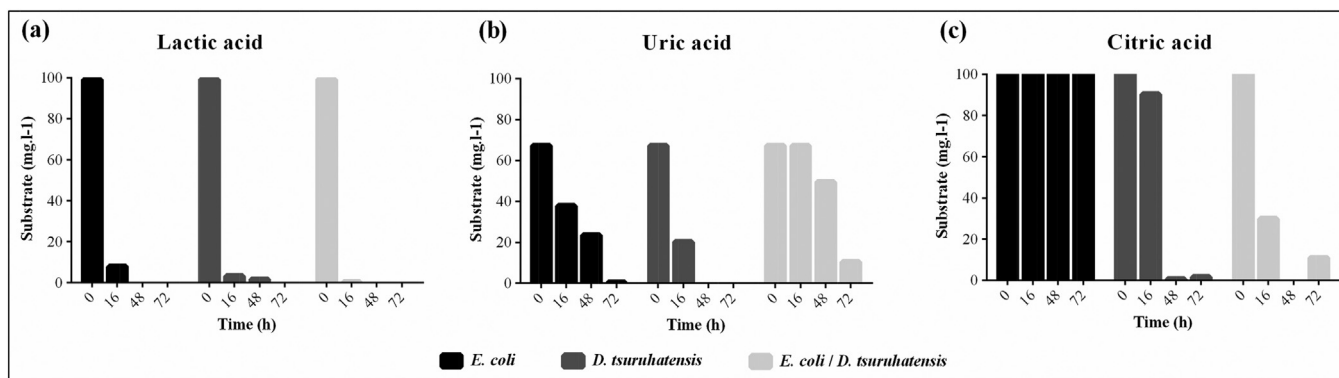 (a)
Lactic acid
Substrate (mg.l-1)
100
80
60
40
20
0
0 16 48 72 0 16 48 72 0 16 48 72
Time (h)
(b)
Uric acid
Substrate (mg.l-1)
100
80
60
40
20
0
0 16 48 72 0 16 48 72 0 16 48 72
Time (h)
(c)
Citric acid
Substrate (mg.l-1)
100
80
60
40
20
0
0 16 48 72 0 16 48 72 0 16 48 72
Time (h)
E. coli D. tsuruhatensis E. coli / D. tsuruhatensis